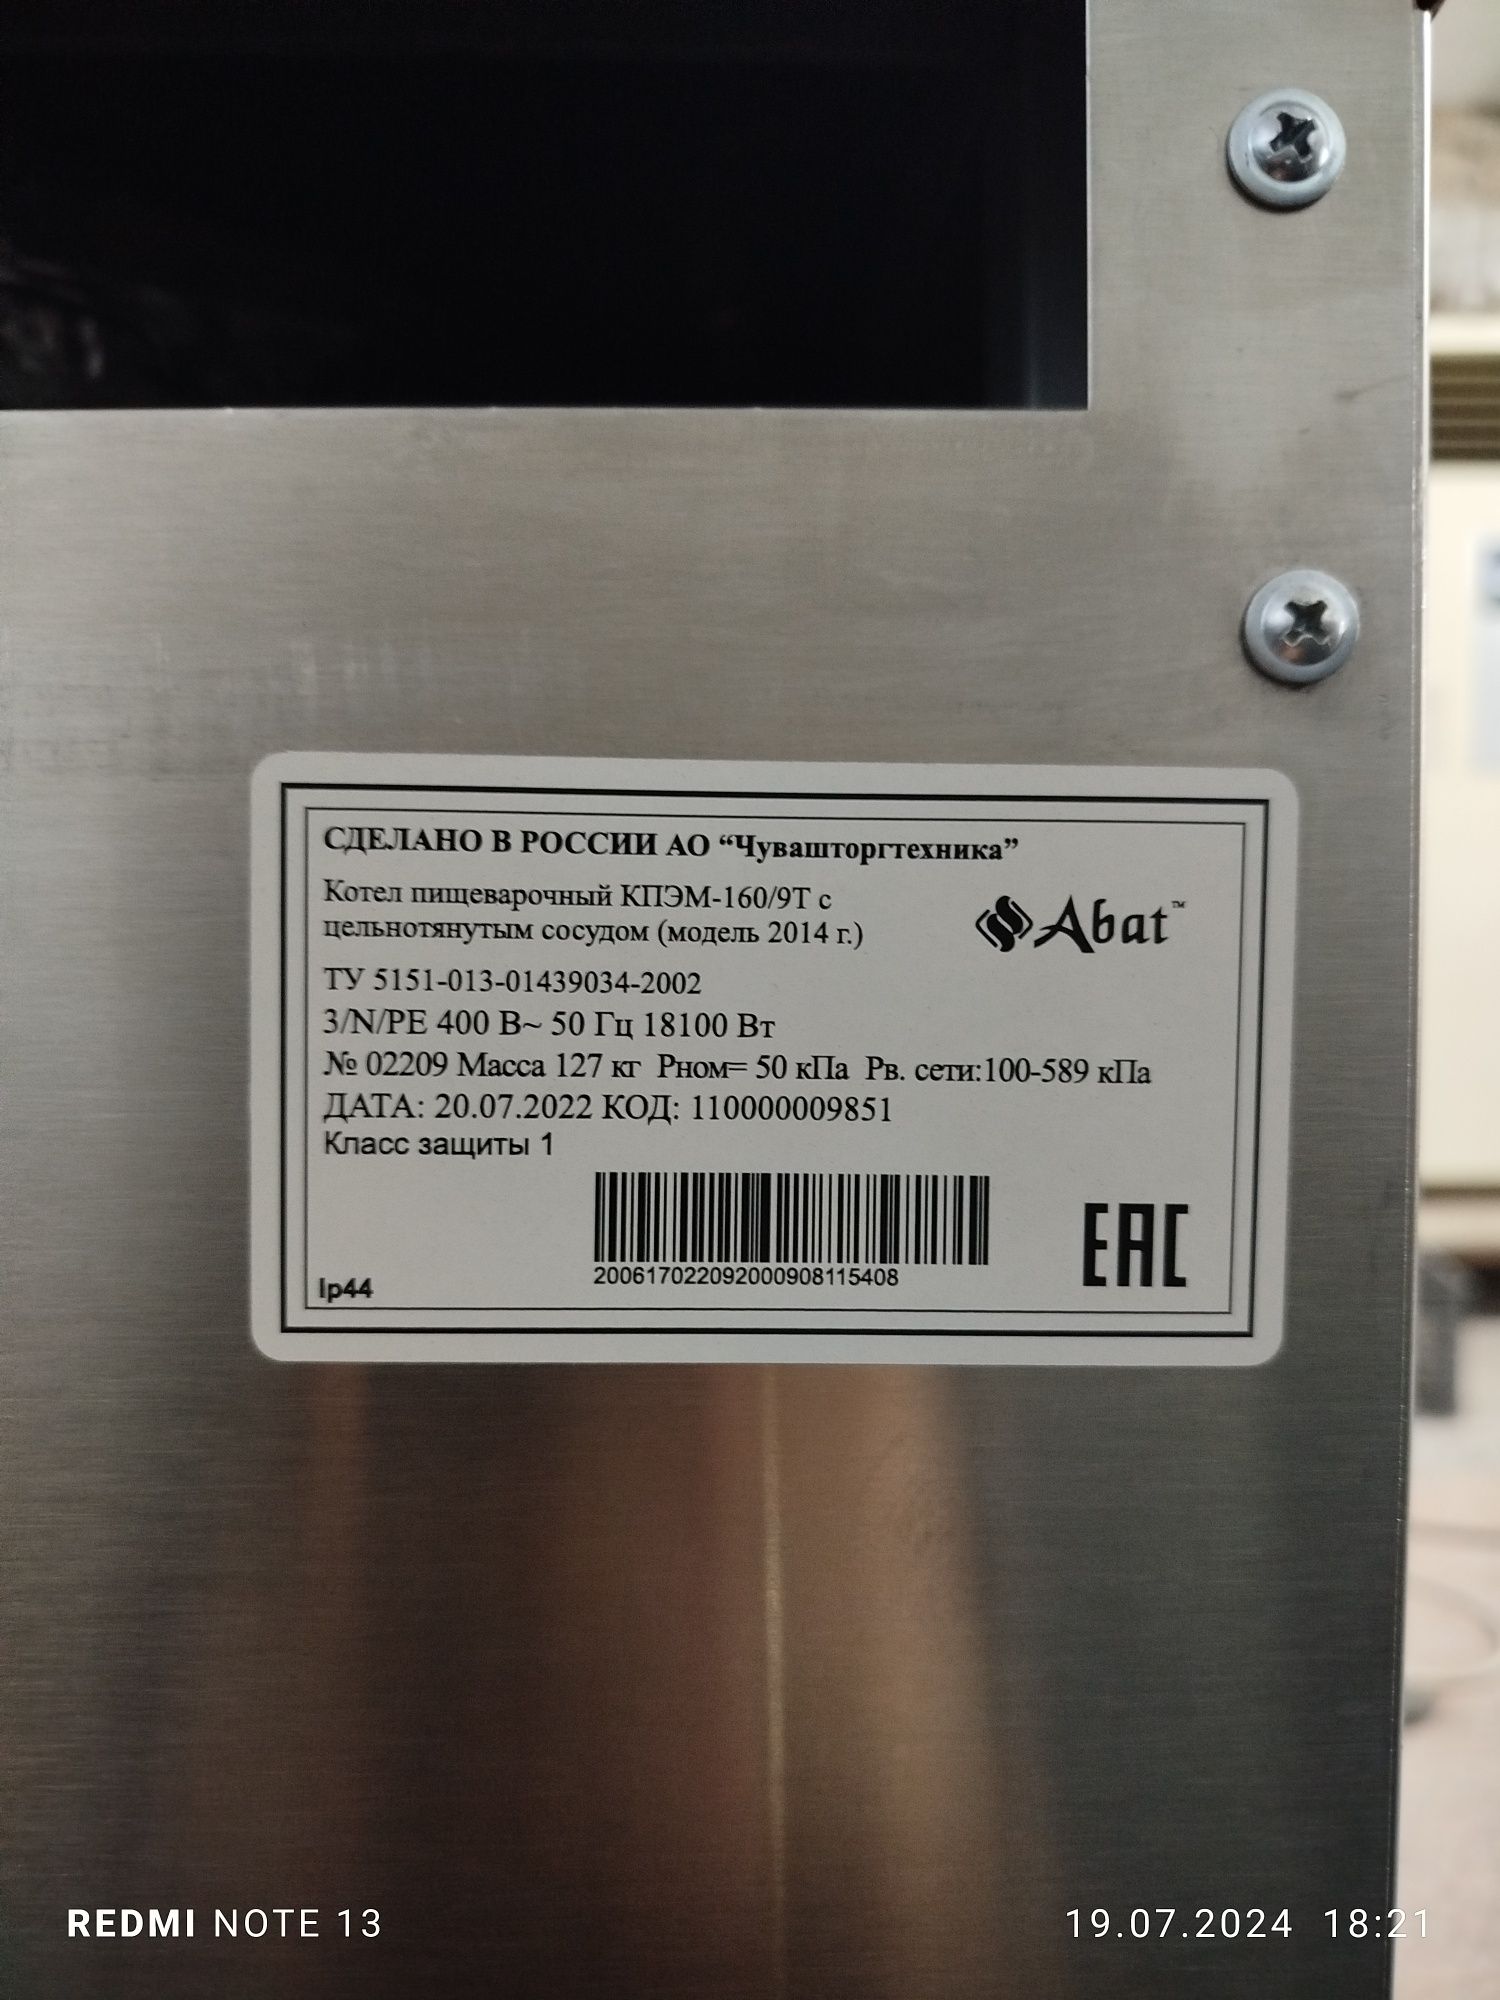 СДЕЛАНО В РОССИИ АО “Чувашторгтехника”
Котел пищеварочный КПЭМ-160/9Т с
цельнотянутым сосудом (модель 2014 г.)
Abat™
ТУ 5151-013-01439034-2002
3/N/PE 400 В~ 50 Гц 18100 Вт
№ 02209 Масса 127 кг Рном= 50 кПа Рв. сети:100-589 кПа
ДАТА: 20.07.2022 КОД: 110000009851
Класс защиты 1
2006170220920009081​15408
EAC
Ip44
REDMI NOTE 13
19.07.2024 18:21